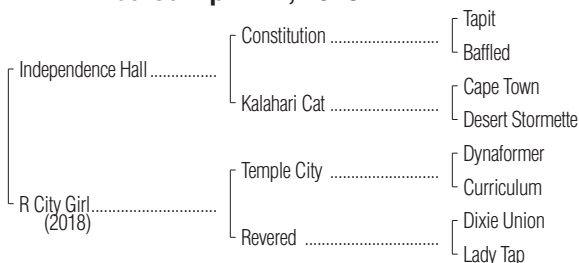 Tapit
Constitution
Baffled
Independence Hall
Cape Town
Kalahari Cat
Desert Stormette
Dynaformer
Temple City
Curriculum
R City Girl
(2018)
Dixie Union
Revered
Lady Tap